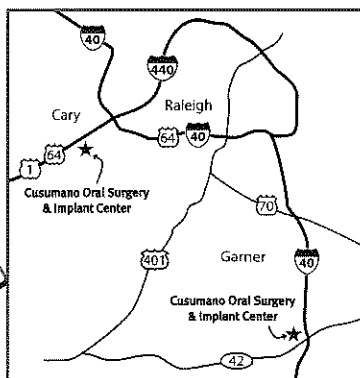 40
440
Cary
Raleigh
64
40
64
1
Cusumano Oral Surgery
& Implant Center
70
401
Garner
40
Cusumano Oral Surgery
& Implant Center
42